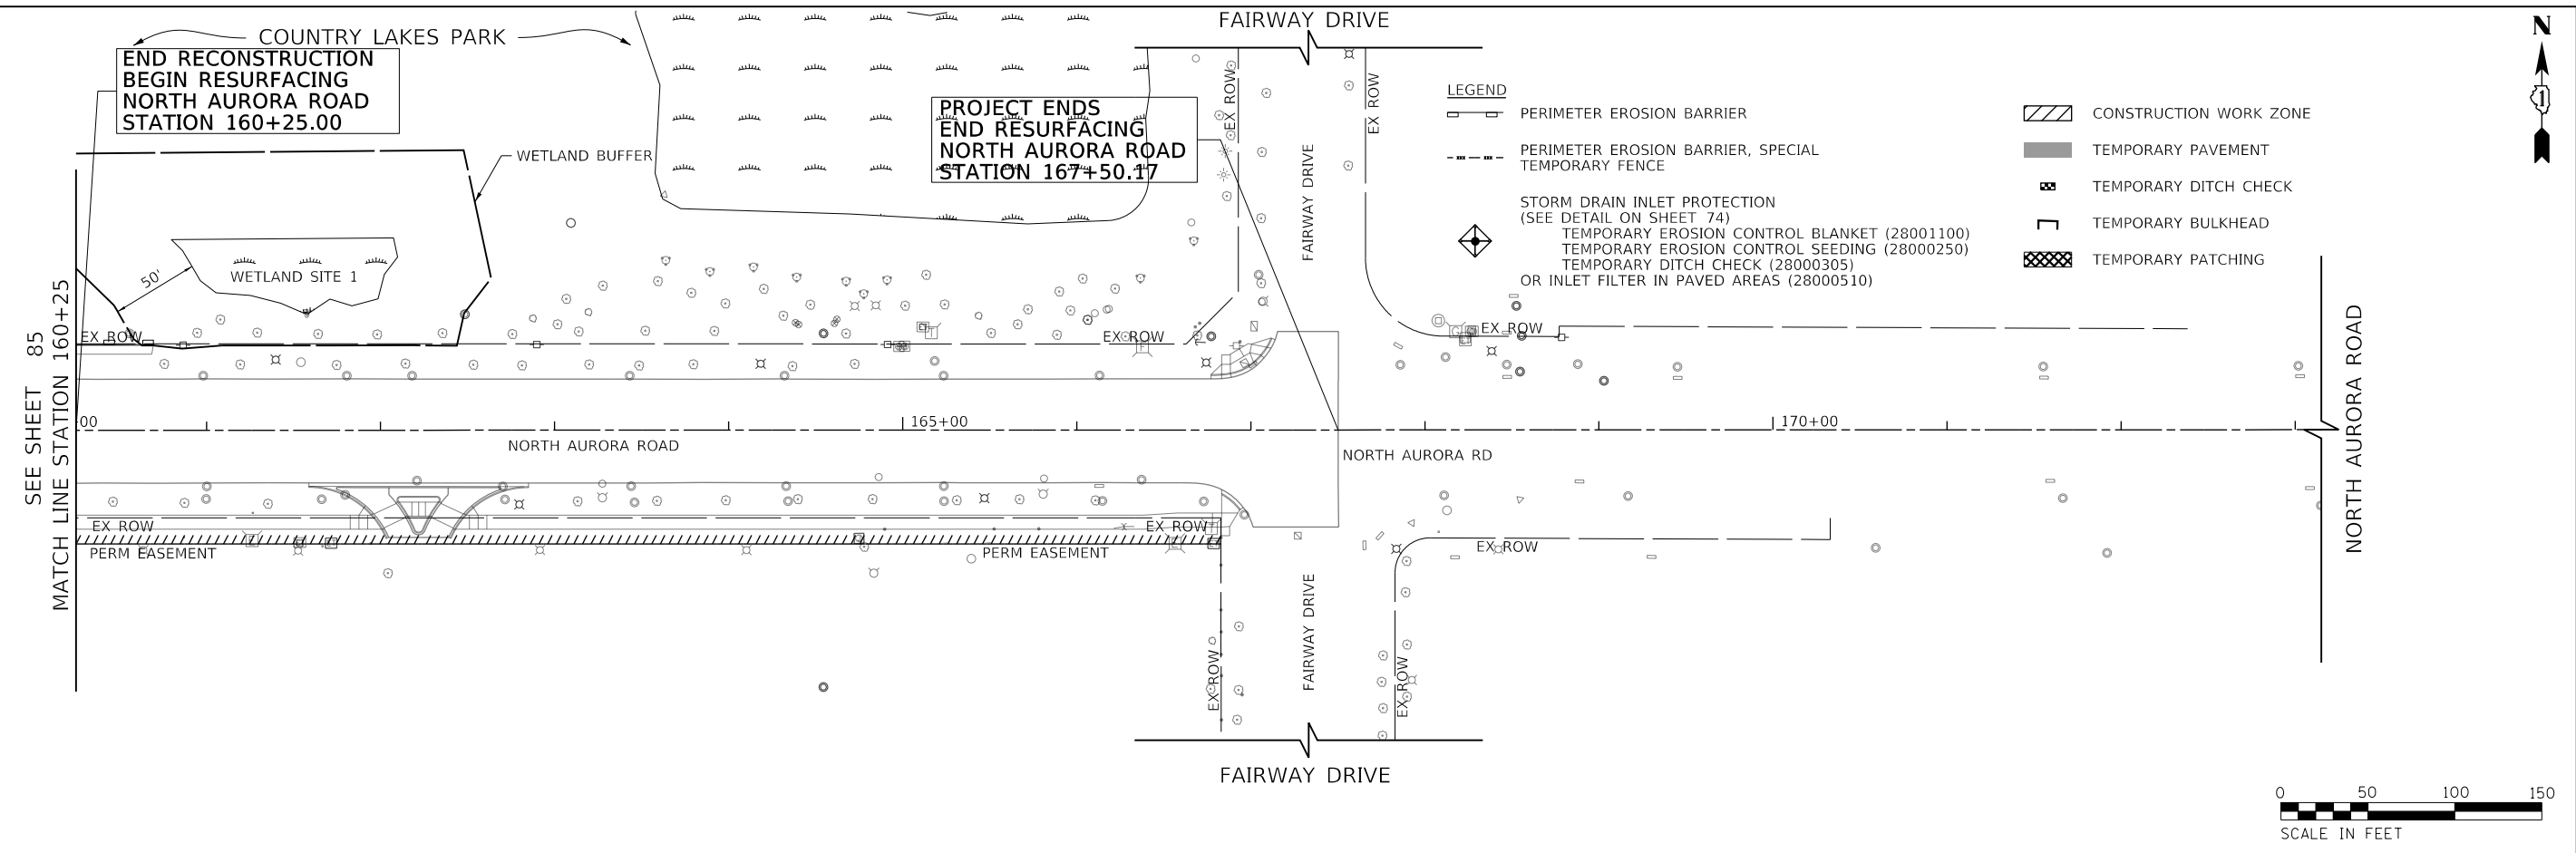 FAIRWAY DRIVE
COUNTRY LAKES PARK
END RECONSTRUCTION
BEGIN RESURFACING
NORTH AURORA ROAD
STATION 160+25.00
PROJECT ENDS
END RESURFACING
NORTH AURORA ROAD
STATION 167+50.17
WETLAND BUFFER
50'
WETLAND SITE 1
EX ROW
EX ROW
FAIRWAY DRIVE
LEGEND
PERIMETER EROSION BARRIER
PERIMETER EROSION BARRIER, SPECIAL
TEMPORARY FENCE
STORM DRAIN INLET PROTECTION
(SEE DETAIL ON SHEET 74)
TEMPORARY EROSION CONTROL BLANKET (28001100)
TEMPORARY EROSION CONTROL SEEDING (28000250)
TEMPORARY DITCH CHECK (28000305)
OR INLET FILTER IN PAVED AREAS (28000510)
CONSTRUCTION WORK ZONE
TEMPORARY PAVEMENT
TEMPORARY DITCH CHECK
TEMPORARY BULKHEAD
TEMPORARY PATCHING
N
1
SEE SHEET 85
MATCH LINE STATION 160+25
EX ROW
EX ROW
EX ROW
00
165+00
170+00
NORTH AURORA ROAD
NORTH AURORA RD
NORTH AURORA ROAD
EX ROW
EX ROW
EX ROW
PERM EASEMENT
PERM EASEMENT
EX ROW
FAIRWAY DRIVE
EX ROW
FAIRWAY DRIVE
0 50 100 150
SCALE IN FEET